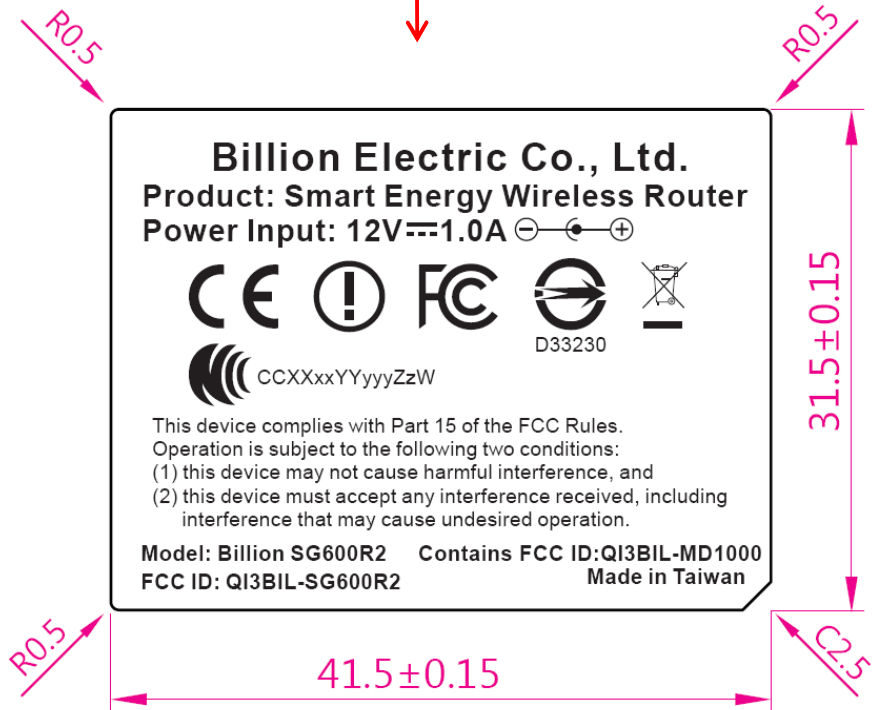 R0.5
R0.5
Billion Electric Co., Ltd.
Product: Smart Energy Wireless Router
Power Input: 12V⎓1.0A
CE FC
D33230
CCXXxxYYyyyZzW
31.5±0.15
This device complies with Part 15 of the FCC Rules.
Operation is subject to the following two conditions:
(1) this device may not cause harmful interference, and
(2) this device must accept any interference received, including
interference that may cause undesired operation.
Model: Billion SG600R2 Contains FCC ID:QI3BIL-MD1000
FCC ID: QI3BIL-SG600R2 Made in Taiwan
R0.5
C2.5
41.5±0.15